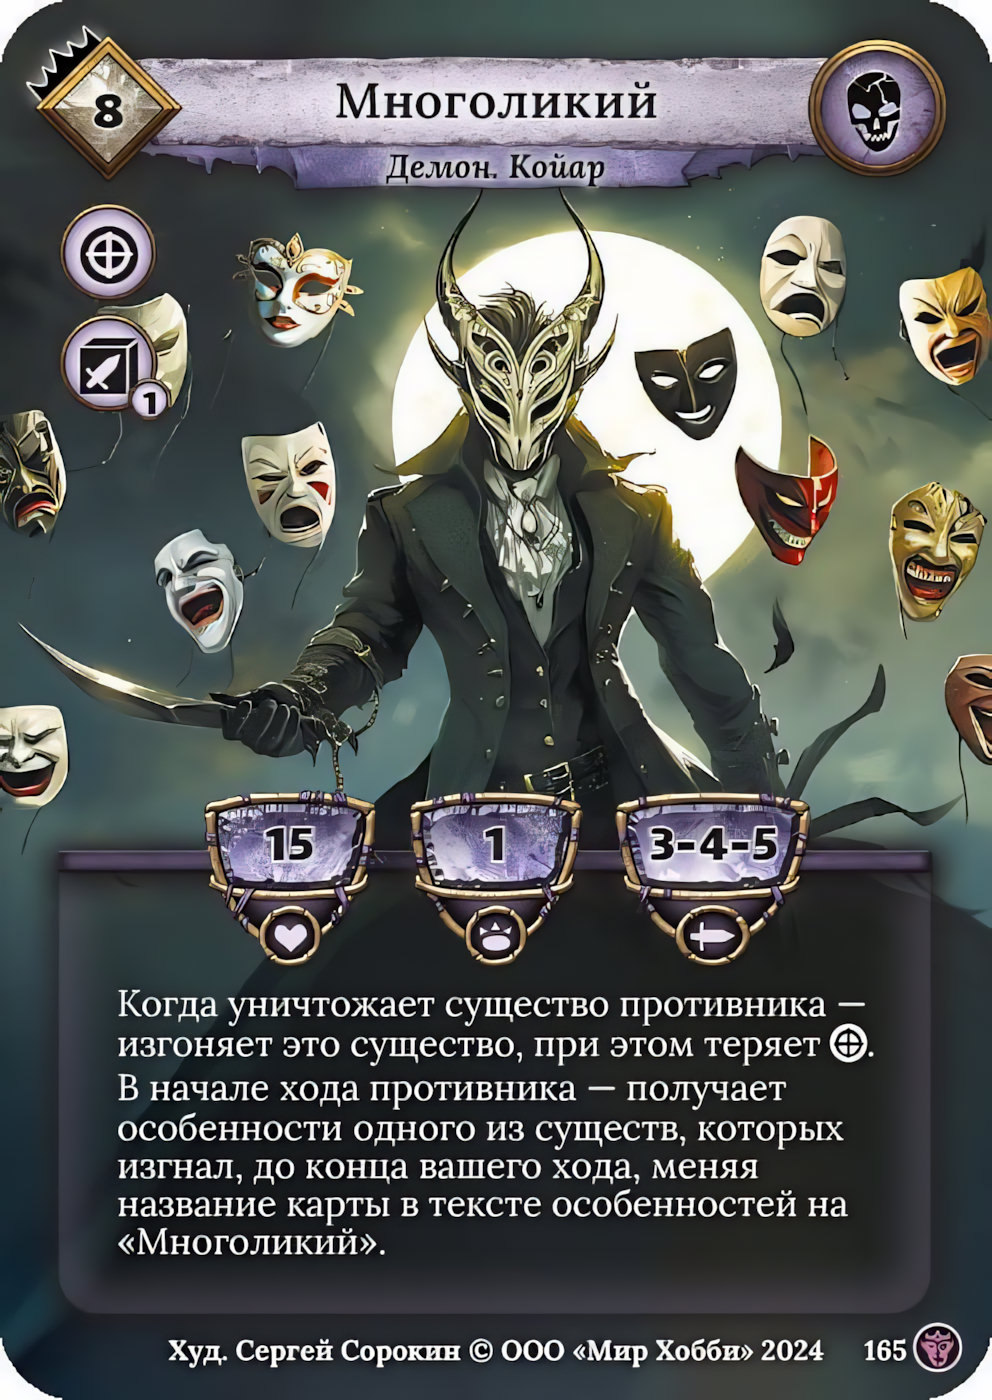 8
Многоликий
Демон. Койар
1
15
1
3-4-5
Когда уничтожает существо противника —
изгоняет это существо, при этом теряет .
В начале хода противника — получает
особенности одного из существ, которых
изгнал, до конца вашего хода, меняя
название карты в тексте особенностей на
«Многоликий».
Худ. Сергей Сорокин © ООО «Мир Хобби» 2024 165